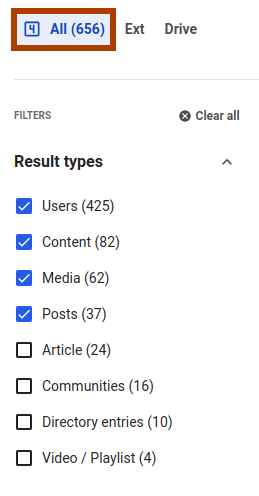 4 All (656) Ext Drive
FILTERS Clear all
Result types
Users (425)
Content (82)
Media (62)
Posts (37)
Article (24)
Communities (16)
Directory entries (10)
Video / Playlist (4)